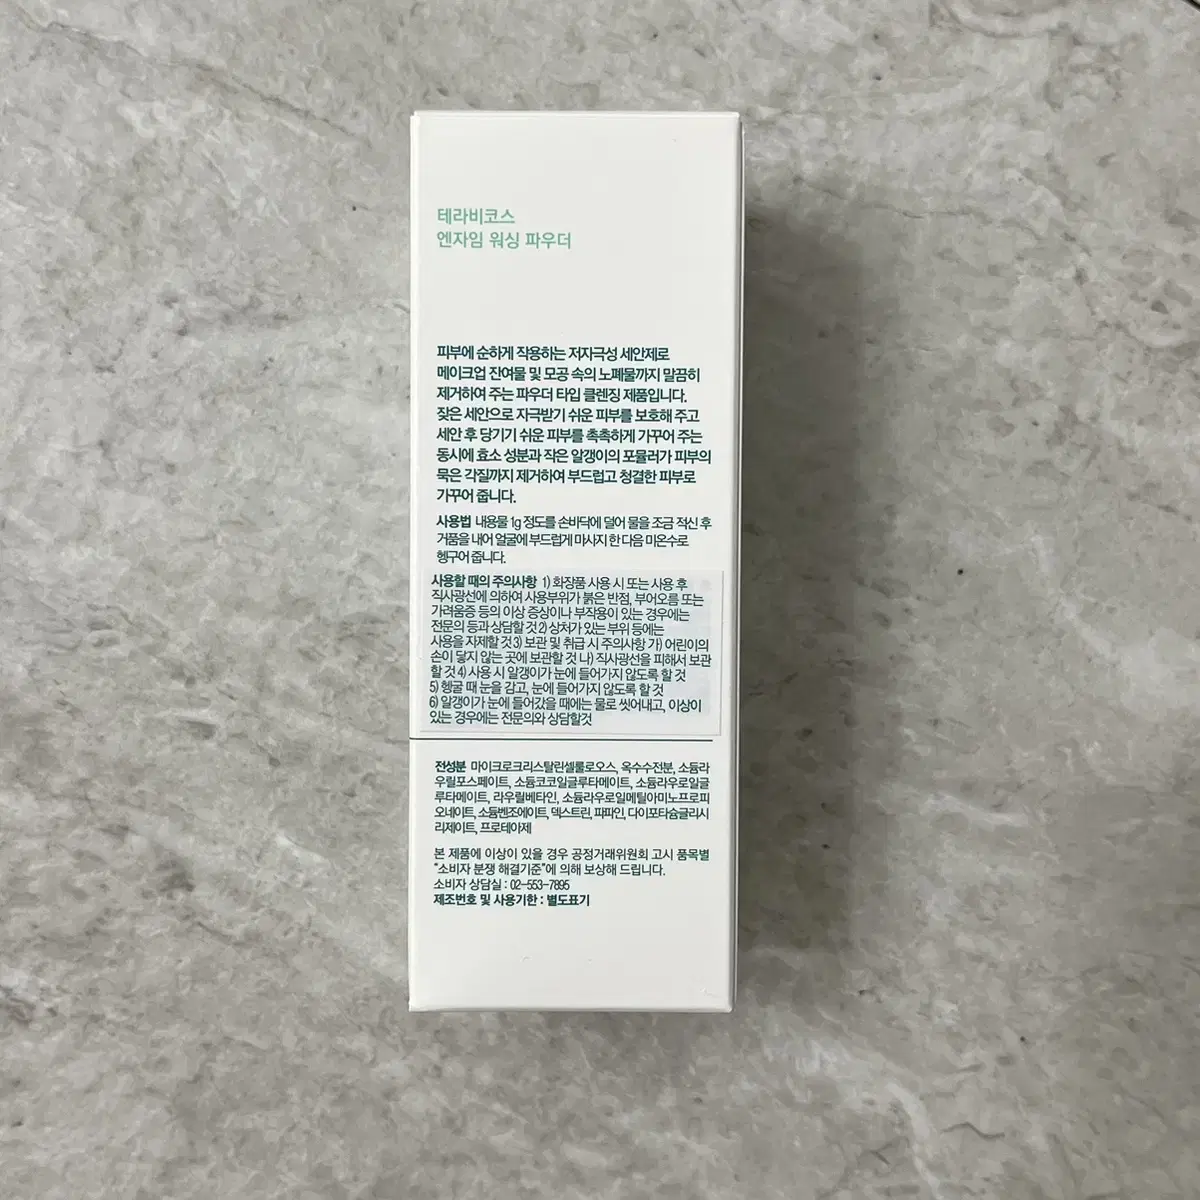 테라비코스
엔자임 워싱 파우더
피부에 순하게 작용하는 저자극성 세안제로
메이크업 잔여물 및 모공 속의 노폐물까지 말끔히
제거하여 주는 파우더 타입 클렌징 제품입니다.
잦은 세안으로 자극받기 쉬운 피부를 보호해 주고
세안 후 당기기 쉬운 피부를 촉촉하게 가꾸어 주는
동시에 효소 성분과 작은 알갱이의 포뮬러가 피부의
묵은 각질까지 제거하여 부드럽고 청결한 피부로
가꾸어 줍니다.
사용법 내용물 1g 정도를 손바닥에 덜어 물을 조금 적신 후
거품을 내어 얼굴에 부드럽게 마사지 한 다음 미온수로
헹구어 줍니다.
사용할 때의 주의사항 1) 화장품 사용 시 또는 사용 후
직사광선에 의하여 사용부위가 붉은 반점, 부어오름 또는
가려움증 등의 이상 증상이나 부작용이 있는 경우에는
전문의 등과 상담할 것 2) 상처가 있는 부위 등에는
사용을 자제할 것 3) 보관 및 취급 시 주의사항 가) 어린이의
손이 닿지 않는 곳에 보관할 것 나) 직사광선을 피해서 보관
할 것 4) 사용 시 알갱이가 눈에 들어가지 않도록 할 것
5) 헹굴 때 눈을 감고, 눈에 들어가지 않도록 할 것
6) 알갱이가 눈에 들어갔을 때에는 물로 씻어내고, 이상이
있는 경우에는 전문의와 상담할것
전성분 마이크로크리스탈린셀룰로오스, 옥수수전분, 소듐라
우릴포스페이트, 소듐코코일글루타메이트, 소듐라우로일글
루타메이트, 라우릴베타인, 소듐라우로일메틸아미노프로피
오네이트, 소듐벤조에이트, 덱스트린, 파파인, 다이포타슘글리시
리제이트, 프로테아제
본 제품에 이상이 있을 경우 공정거래위원회 고시 품목별
"소비자 분쟁 해결기준"에 의해 보상해 드립니다.
소비자 상담실 : 02-553-7895
제조번호 및 사용기한 : 별도표기